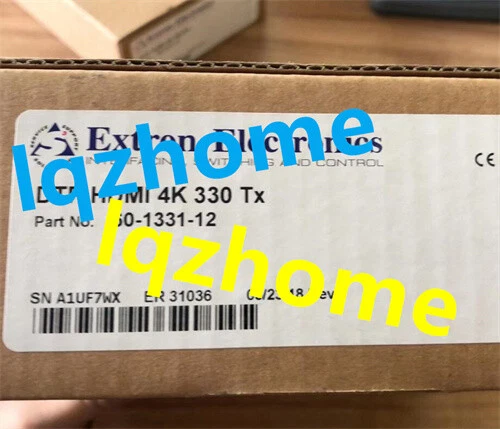 Extron Electronics
INTERFACING, SWITCHING AND CONTROL
CE
lqzhome
DTP HDMI 4K 330 Tx
Part No. 60-1331-12
lqzhome
SN A1UF7WX ER 31036